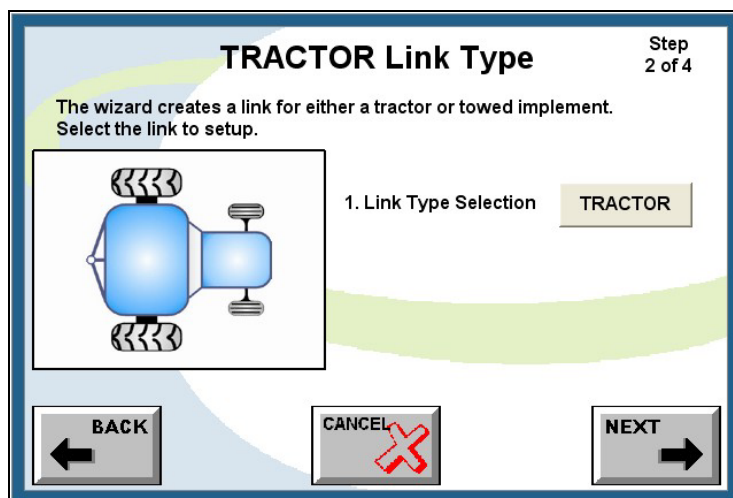 TRACTOR Link Type
Step
2 of 4
The wizard creates a link for either a tractor or towed implement.
Select the link to setup.
1. Link Type Selection
TRACTOR
BACK
CANCEL
NEXT